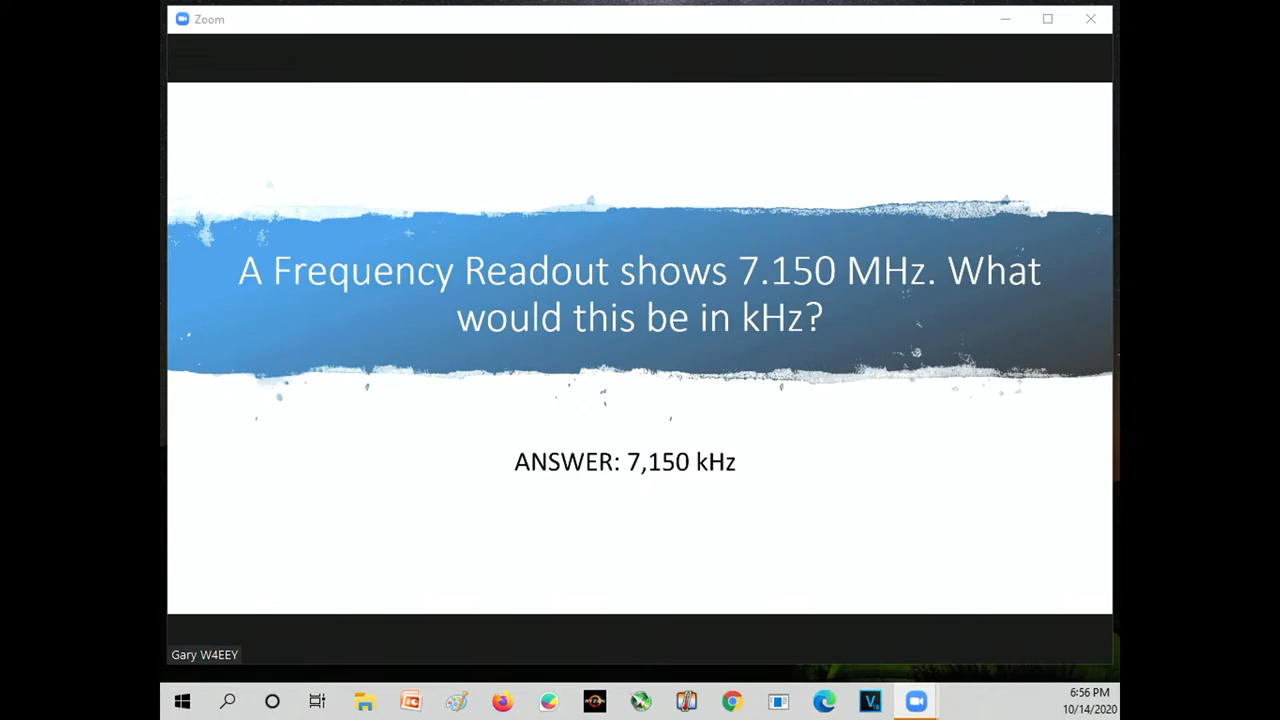 Zoom
A Frequency Readout shows 7.150 MHz. What
would this be in kHz?
ANSWER: 7,150 kHz
Gary W4EEY
6:56 PM
10/14/2020